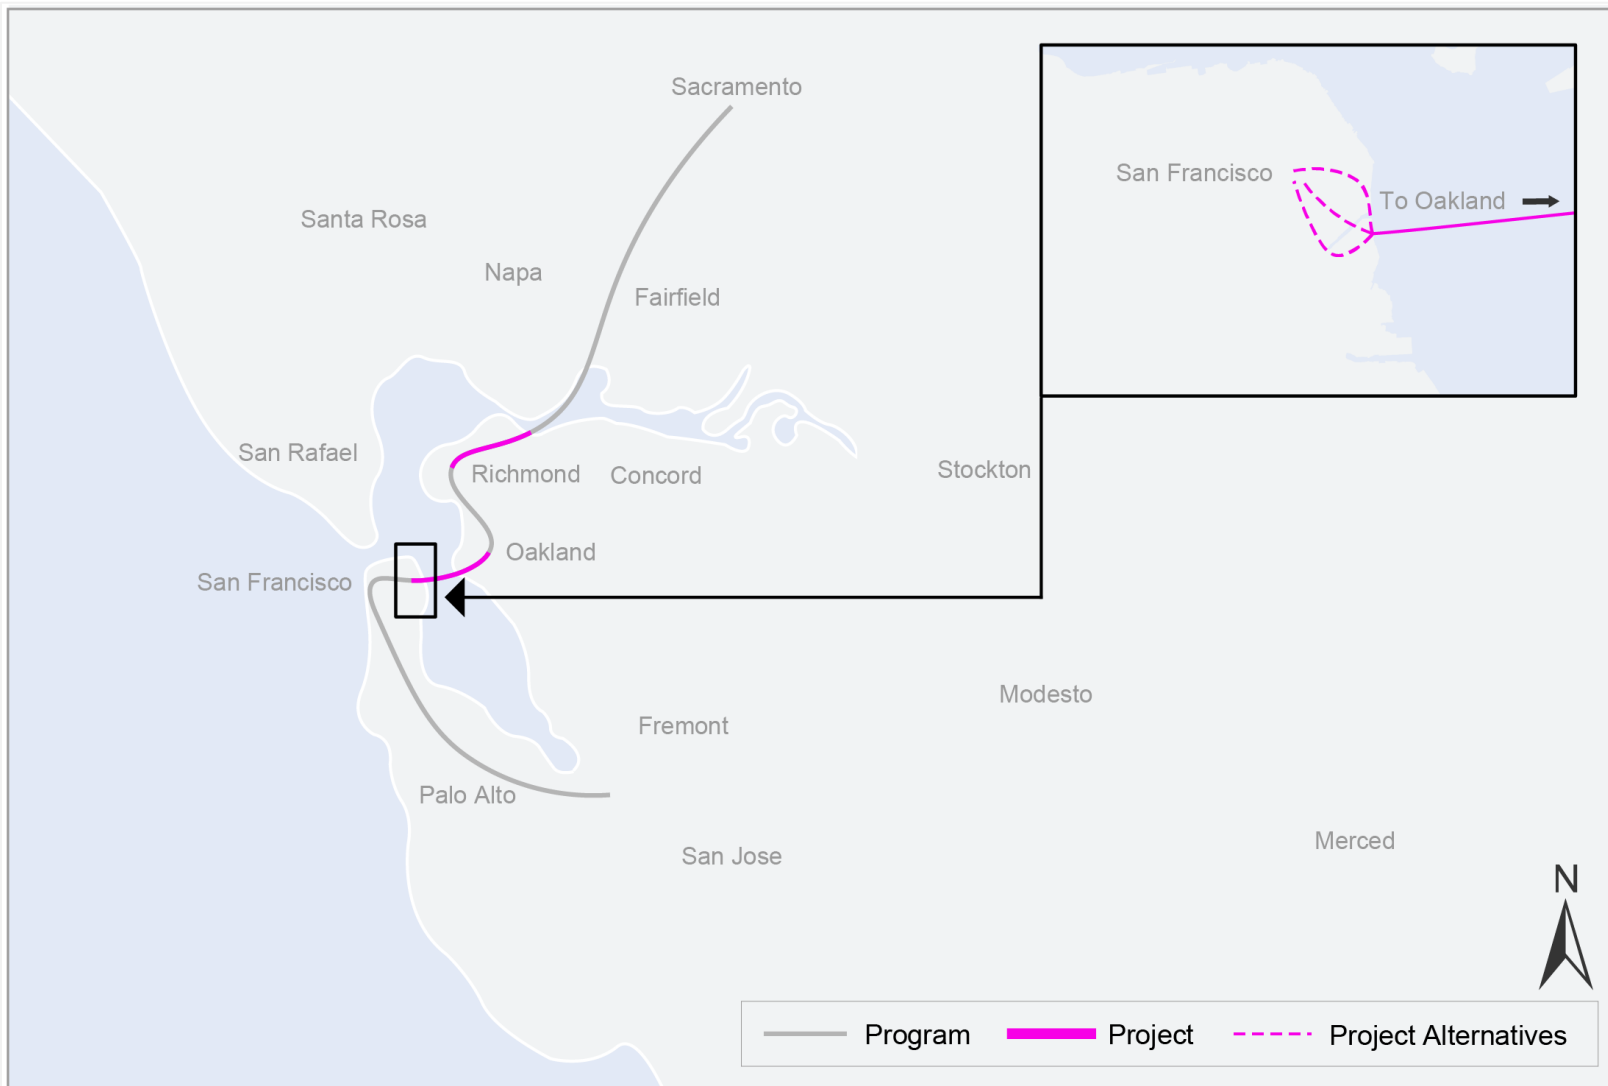 Sacramento
San Francisco
To Oakland
Santa Rosa
Napa
Fairfield
San Rafael
Richmond
Concord
Stockton
Oakland
San Francisco
Modesto
Fremont
Palo Alto
Merced
San Jose
N
Program
Project
Project Alternatives